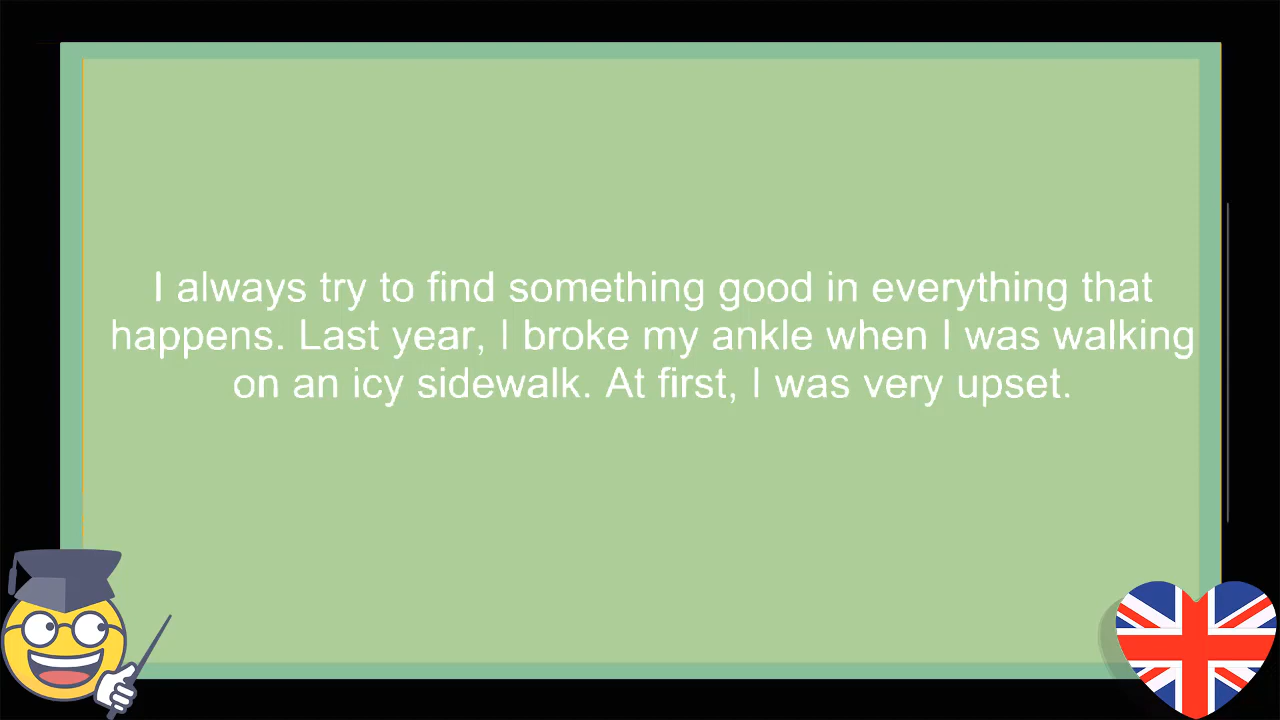 I always try to find something good in everything that
happens. Last year, I broke my ankle when I was walking
on an icy sidewalk. At first, I was very upset.